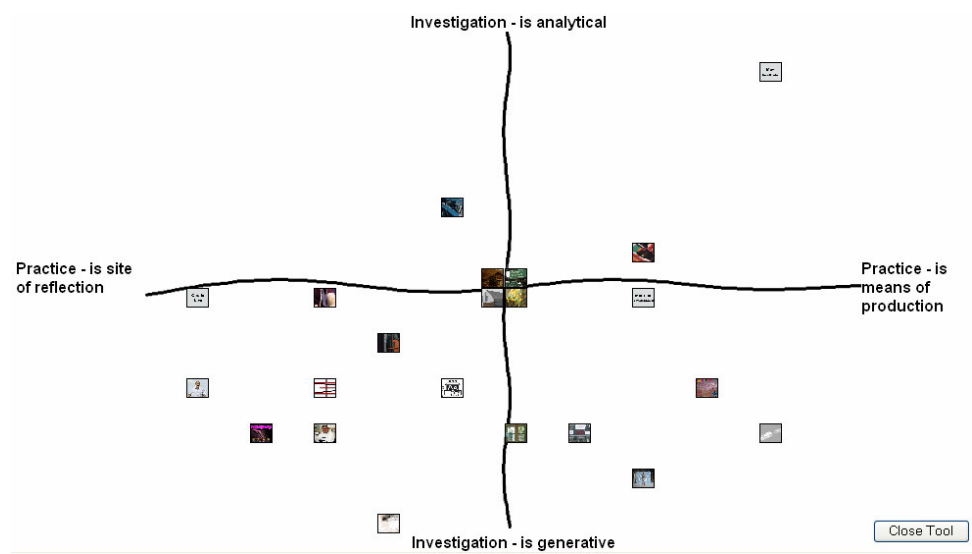 Investigation - is analytical
Practice - is site
of reflection
Practice - is
means of
production
Investigation - is generative
Close Tool